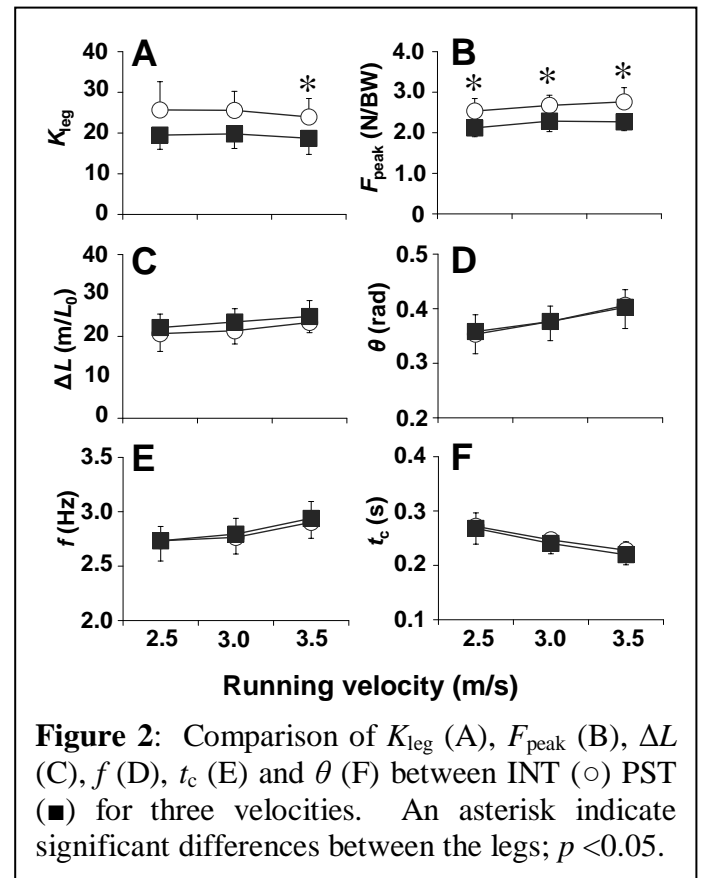 A
B
40
30
20
10
0
K_leg
*
4.0
3.0
2.0
1.0
0
F_peak (N/BW)
* * *
C
D
40
30
20
10
0
ΔL (m/L_0)
0.5
0.4
0.3
0.2
θ (rad)
E
F
3.5
3.0
2.5
2.0
f (Hz)
0.4
0.3
0.2
0.1
t_c (s)
2.5 3.0 3.5
2.5 3.0 3.5
Running velocity (m/s)
Figure 2: Comparison of K_leg (A), F_peak (B), ΔL
(C), f (D), t_c (E) and θ (F) between INT (○) PST
(■) for three velocities. An asterisk indicate
significant differences between the legs; p <0.05.